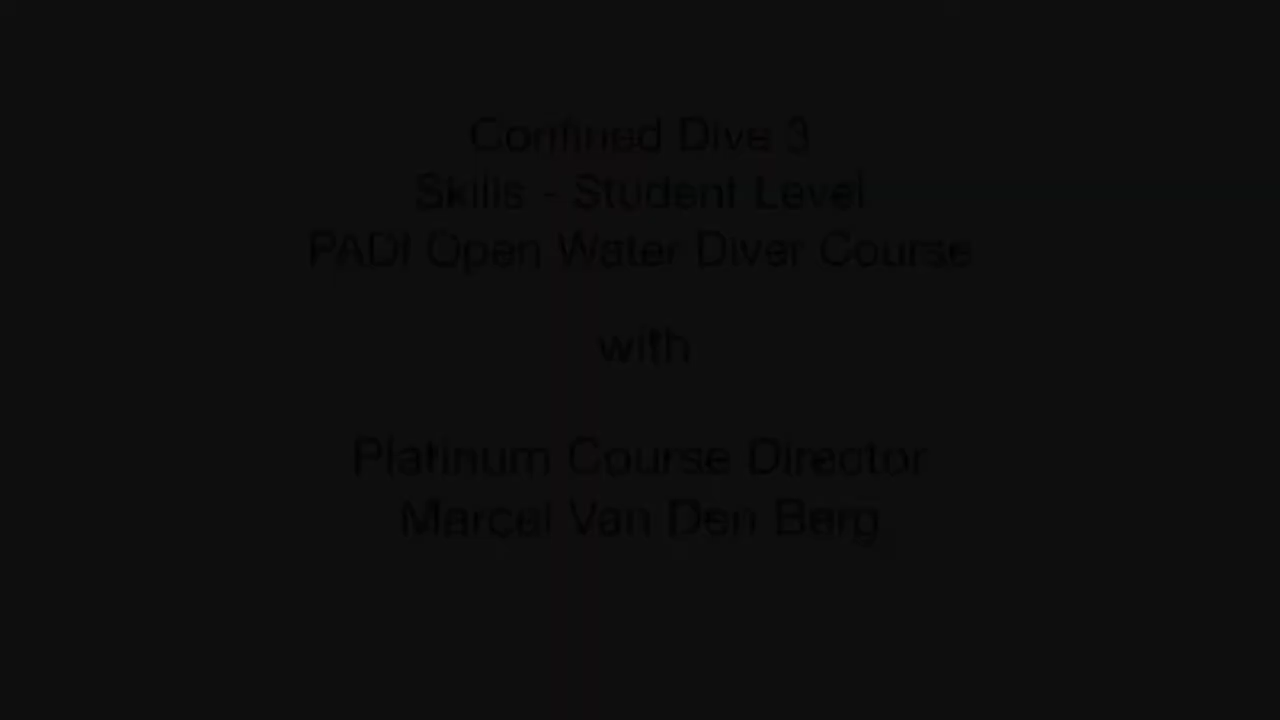 Confined Dive 3
Skills - Student Level
PADI Open Water Diver Course
with
Platinum Course Director
Marcel Van Den Berg